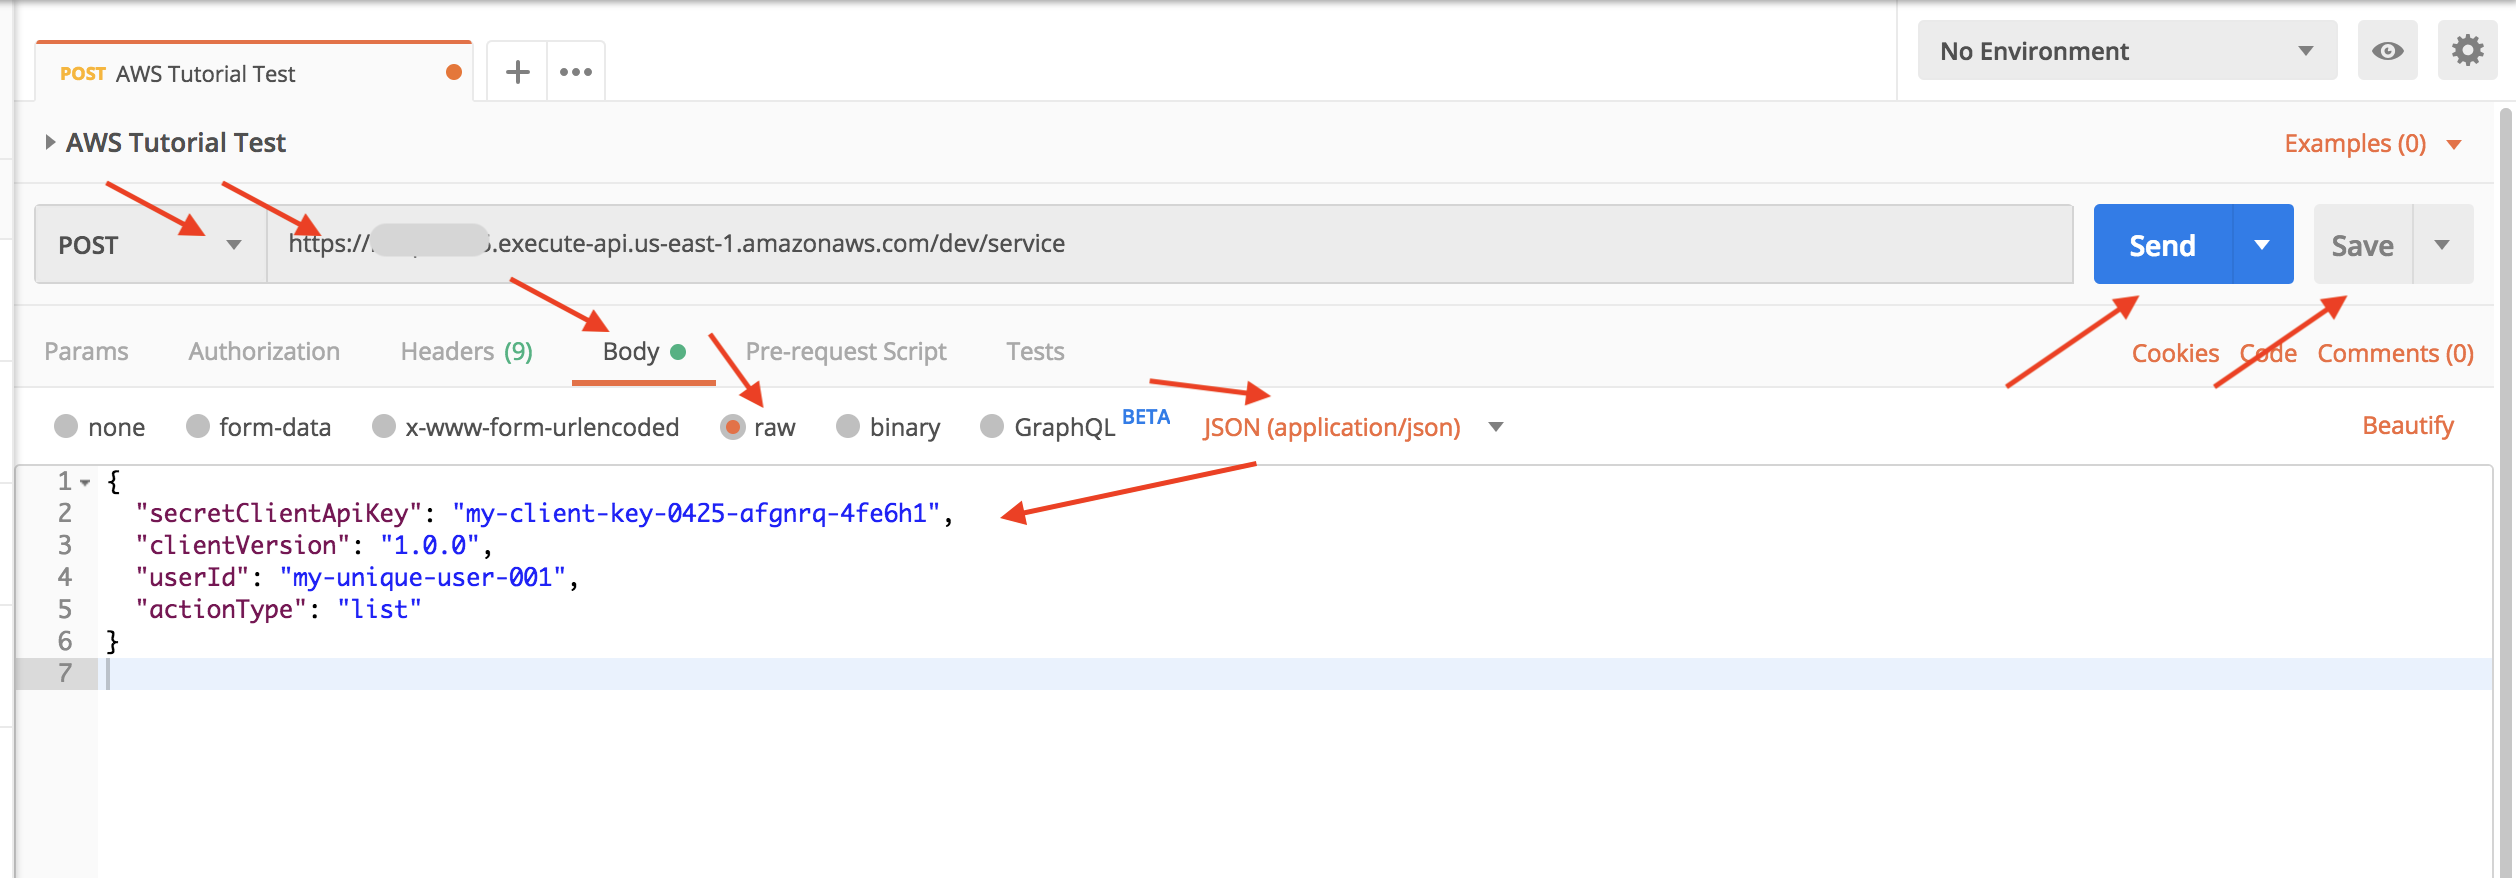 POST AWS Tutorial Test
No Environment
AWS Tutorial Test
Examples (0)
POST
https:// .execute-api.us-east-1.amazonaws.com/dev/service
Send
Save
Params Authorization Headers (9) Body Pre-request Script Tests
Cookies Code Comments (0)
none form-data x-www-form-urlencoded raw binary GraphQL BETA JSON (application/json)
Beautify
1 {
2 "secretClientApiKey": "my-client-key-0425-afgnrq-4fe6h1",
3 "clientVersion": "1.0.0",
4 "userId": "my-unique-user-001",
5 "actionType": "list"
6 }
7